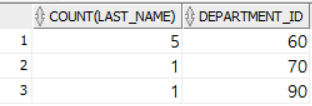 COUNT(LAST_NAME) DEPARTMENT_ID
1 5 60
2 1 70
3 1 90